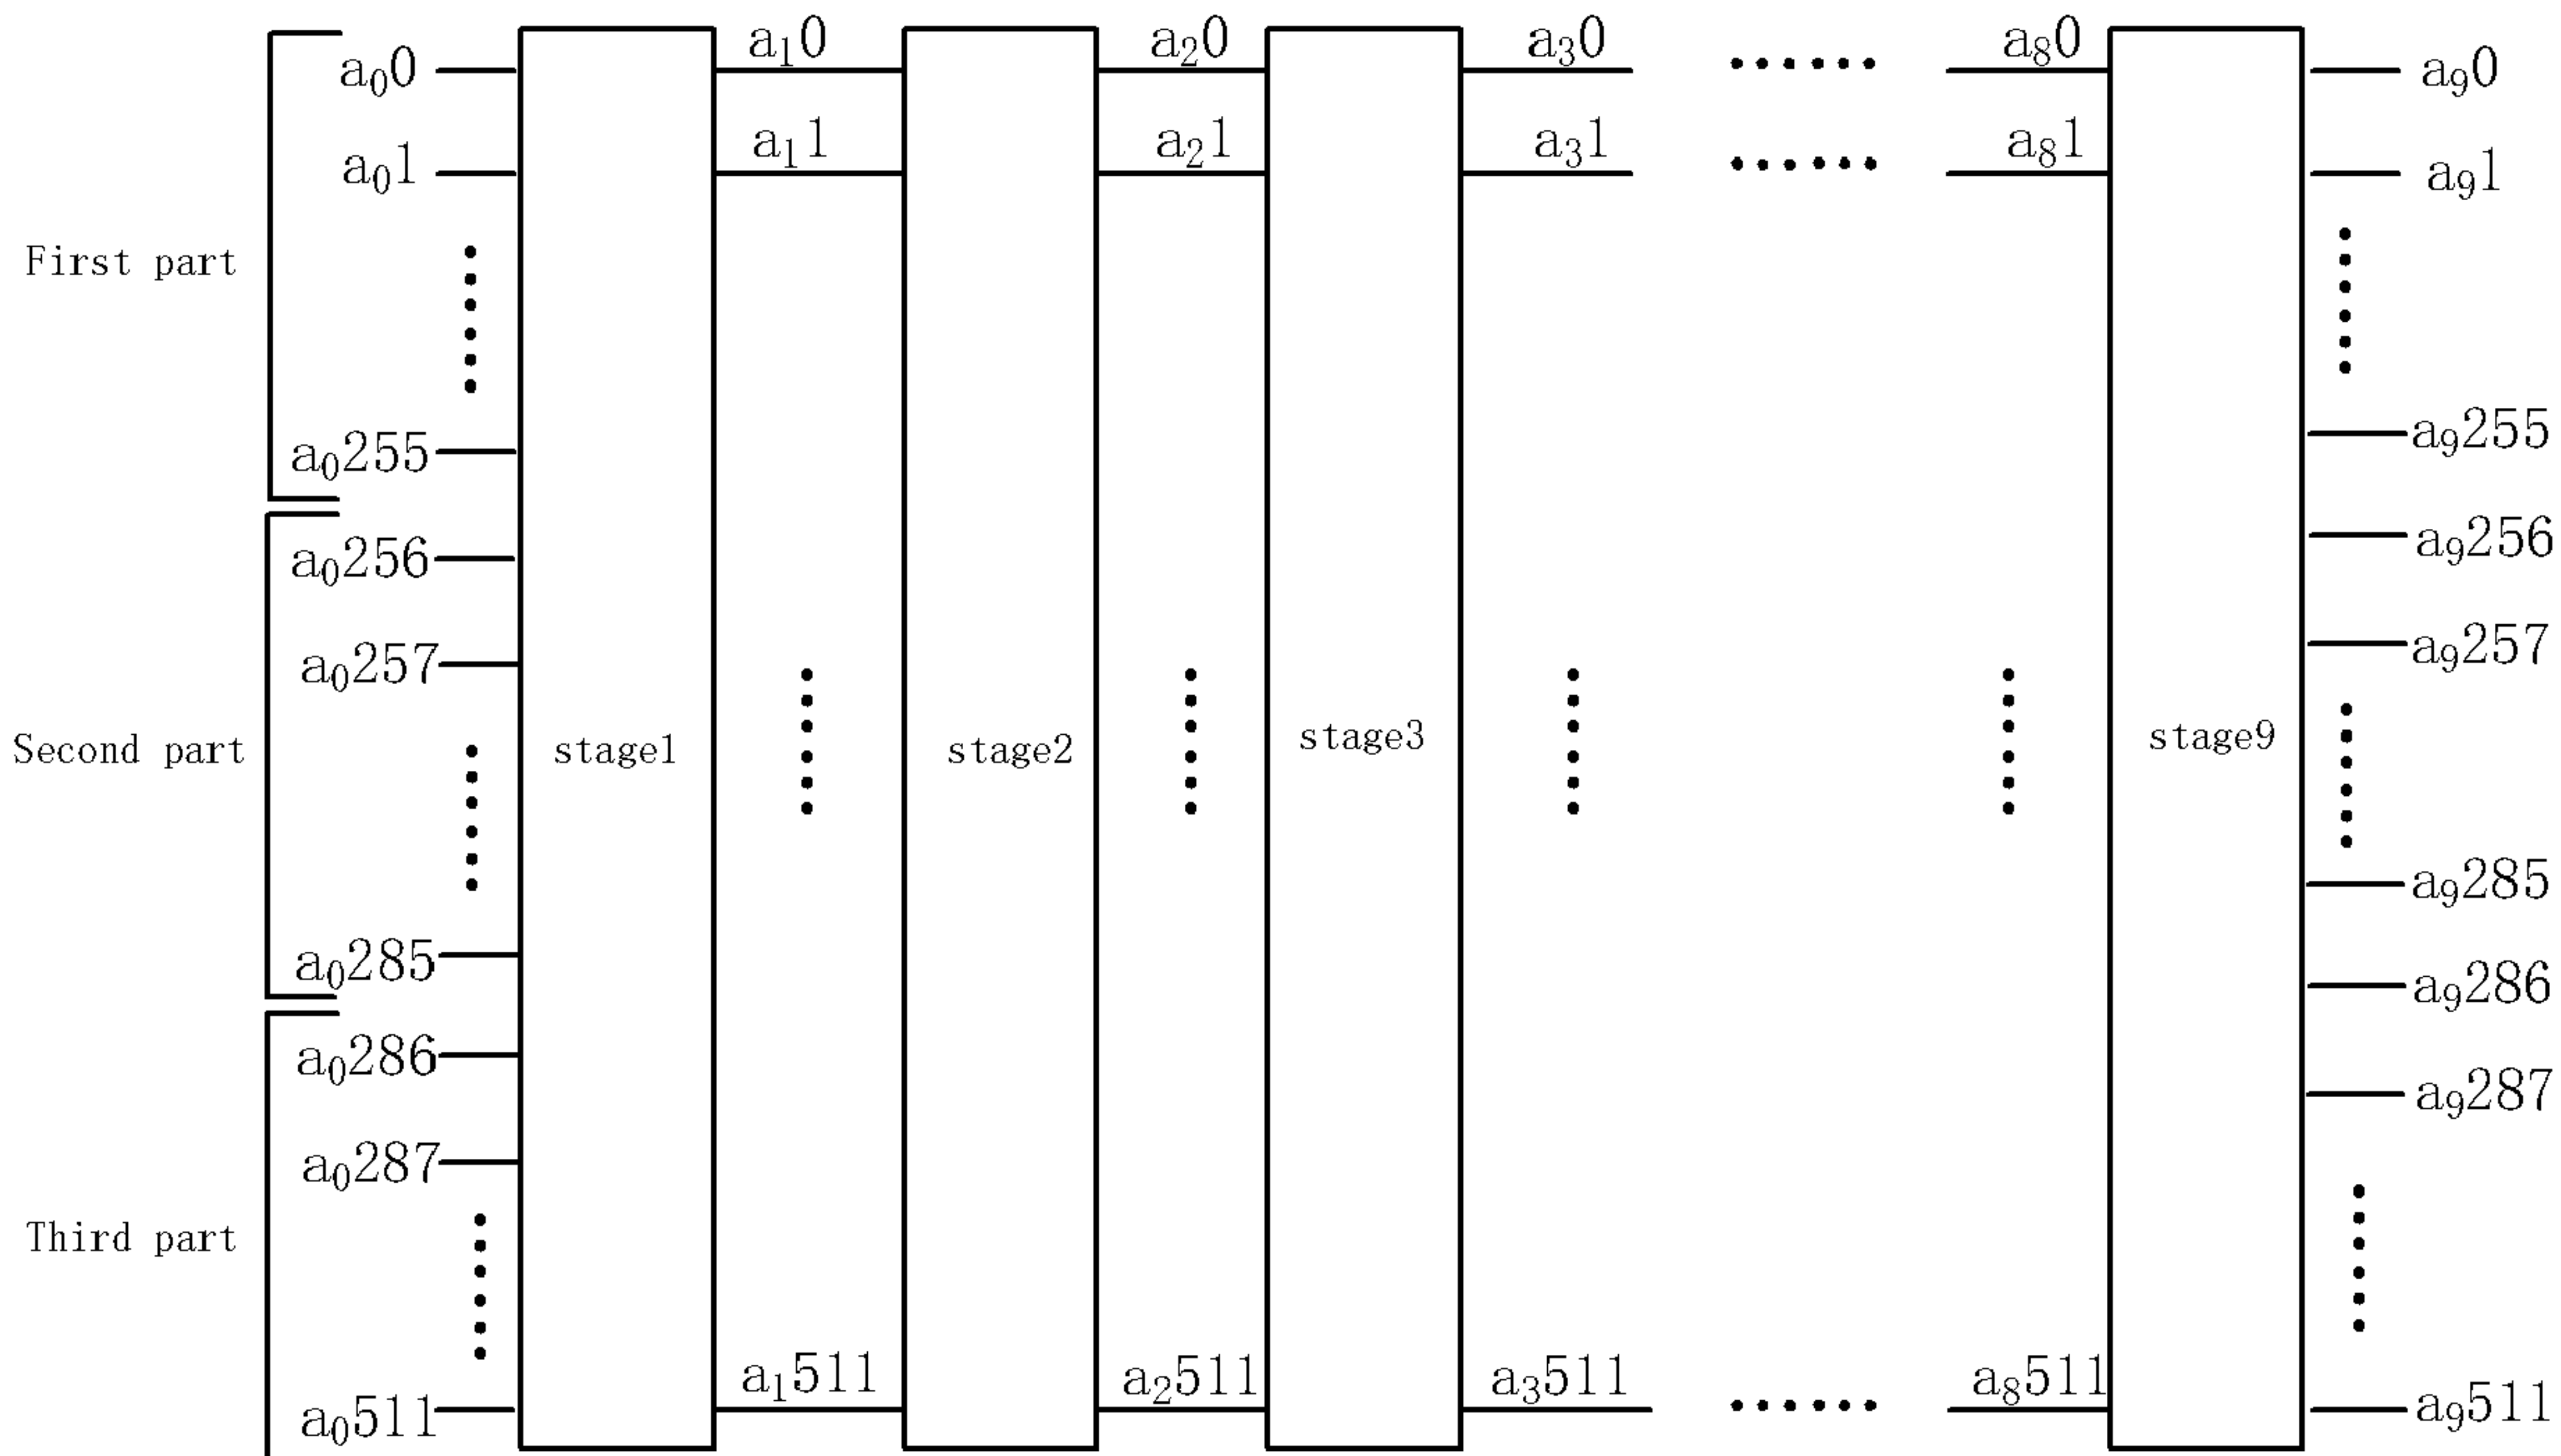 a₀0 a₁0 a₂0 a₃0 a₈0 a₉0
a₀1 a₁1 a₂1 a₃1 a₈1 a₉1
First part
a₀255 a₉255
a₀256 a₉256
a₀257 a₉257
Second part stage1 stage2 stage3 stage9
a₀285 a₉285
a₀286 a₉286
a₀287 a₉287
Third part
a₀511 a₁511 a₂511 a₃511 a₈511 a₉511